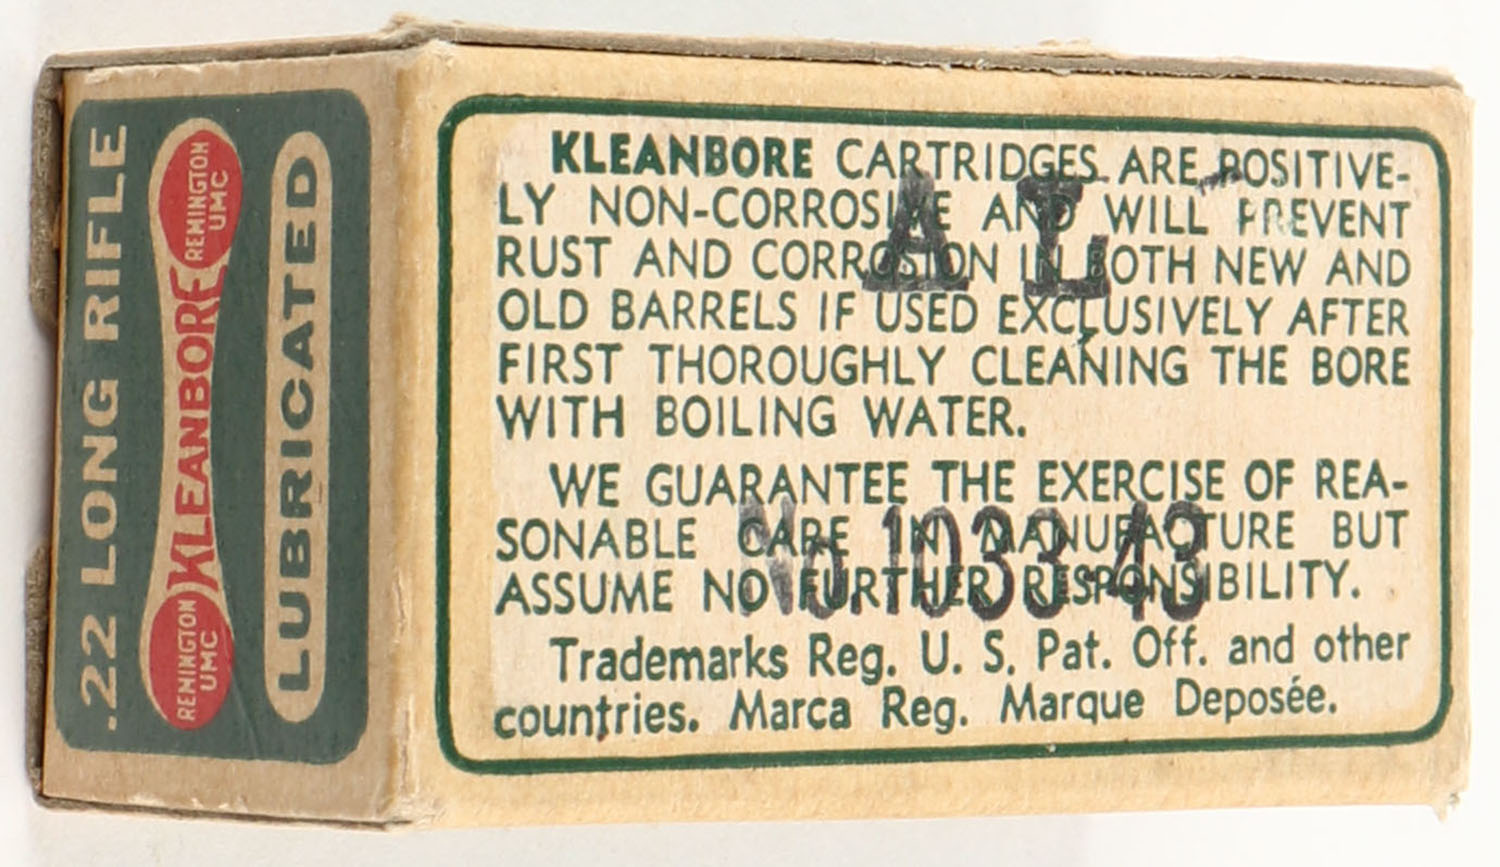 .22 LONG RIFLE
REMINGTON
UMC
KLEANBORE
REMINGTON
UMC
LUBRICATED
KLEANBORE CARTRIDGES ARE POSITIVE-
LY NON-CORROSIVE AND WILL PREVENT
RUST AND CORROSION IN BOTH NEW AND
OLD BARRELS IF USED EXCLUSIVELY AFTER
FIRST THOROUGHLY CLEANING THE BORE
WITH BOILING WATER.
WE GUARANTEE THE EXERCISE OF REA-
SONABLE CARE IN MANUFACTURE BUT
ASSUME NO FURTHER RESPONSIBILITY.
Trademarks Reg. U. S. Pat. Off. and other
countries. Marca Reg. Marque Deposée.
A L
No. 1033-43